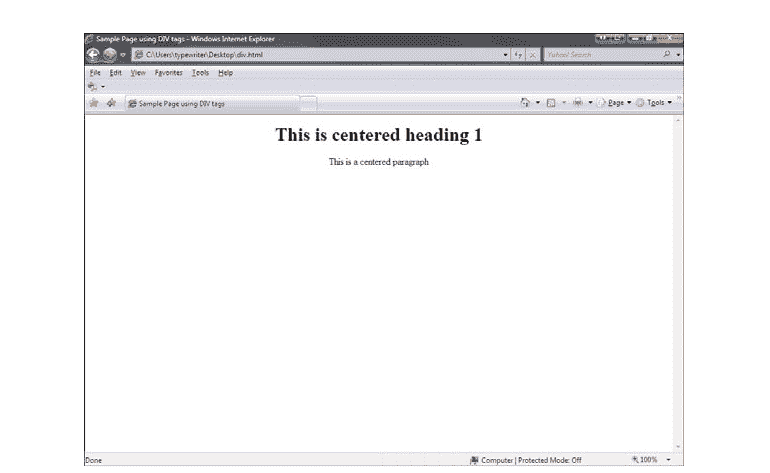 Sample Page using DIV tags - Windows Internet Explorer
C:\Users\typewriter\Desktop\div.html
Yahoo! Search
File Edit View Favorites Tools Help
Sample Page using DIV tags
Page Tools
This is centered heading 1
This is a centered paragraph
Done
Computer | Protected Mode: Off
100%